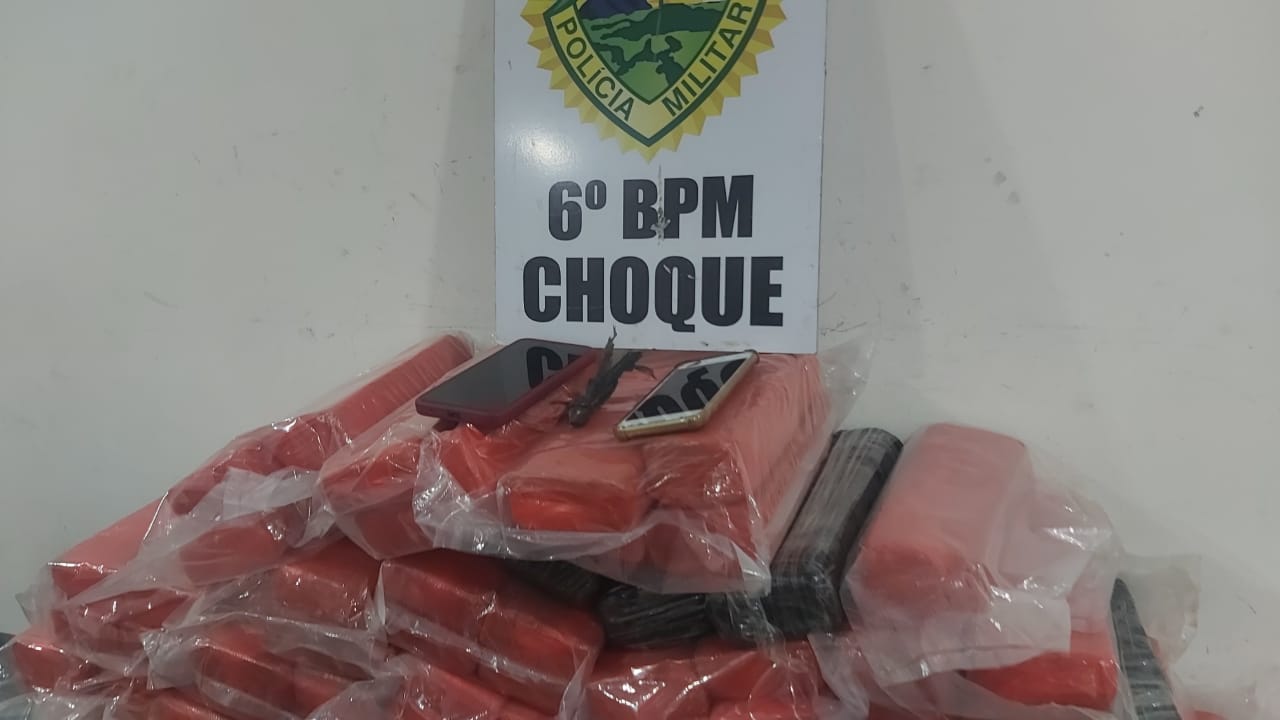 POLÍCIA MILITAR
6º BPM
CHOQUE